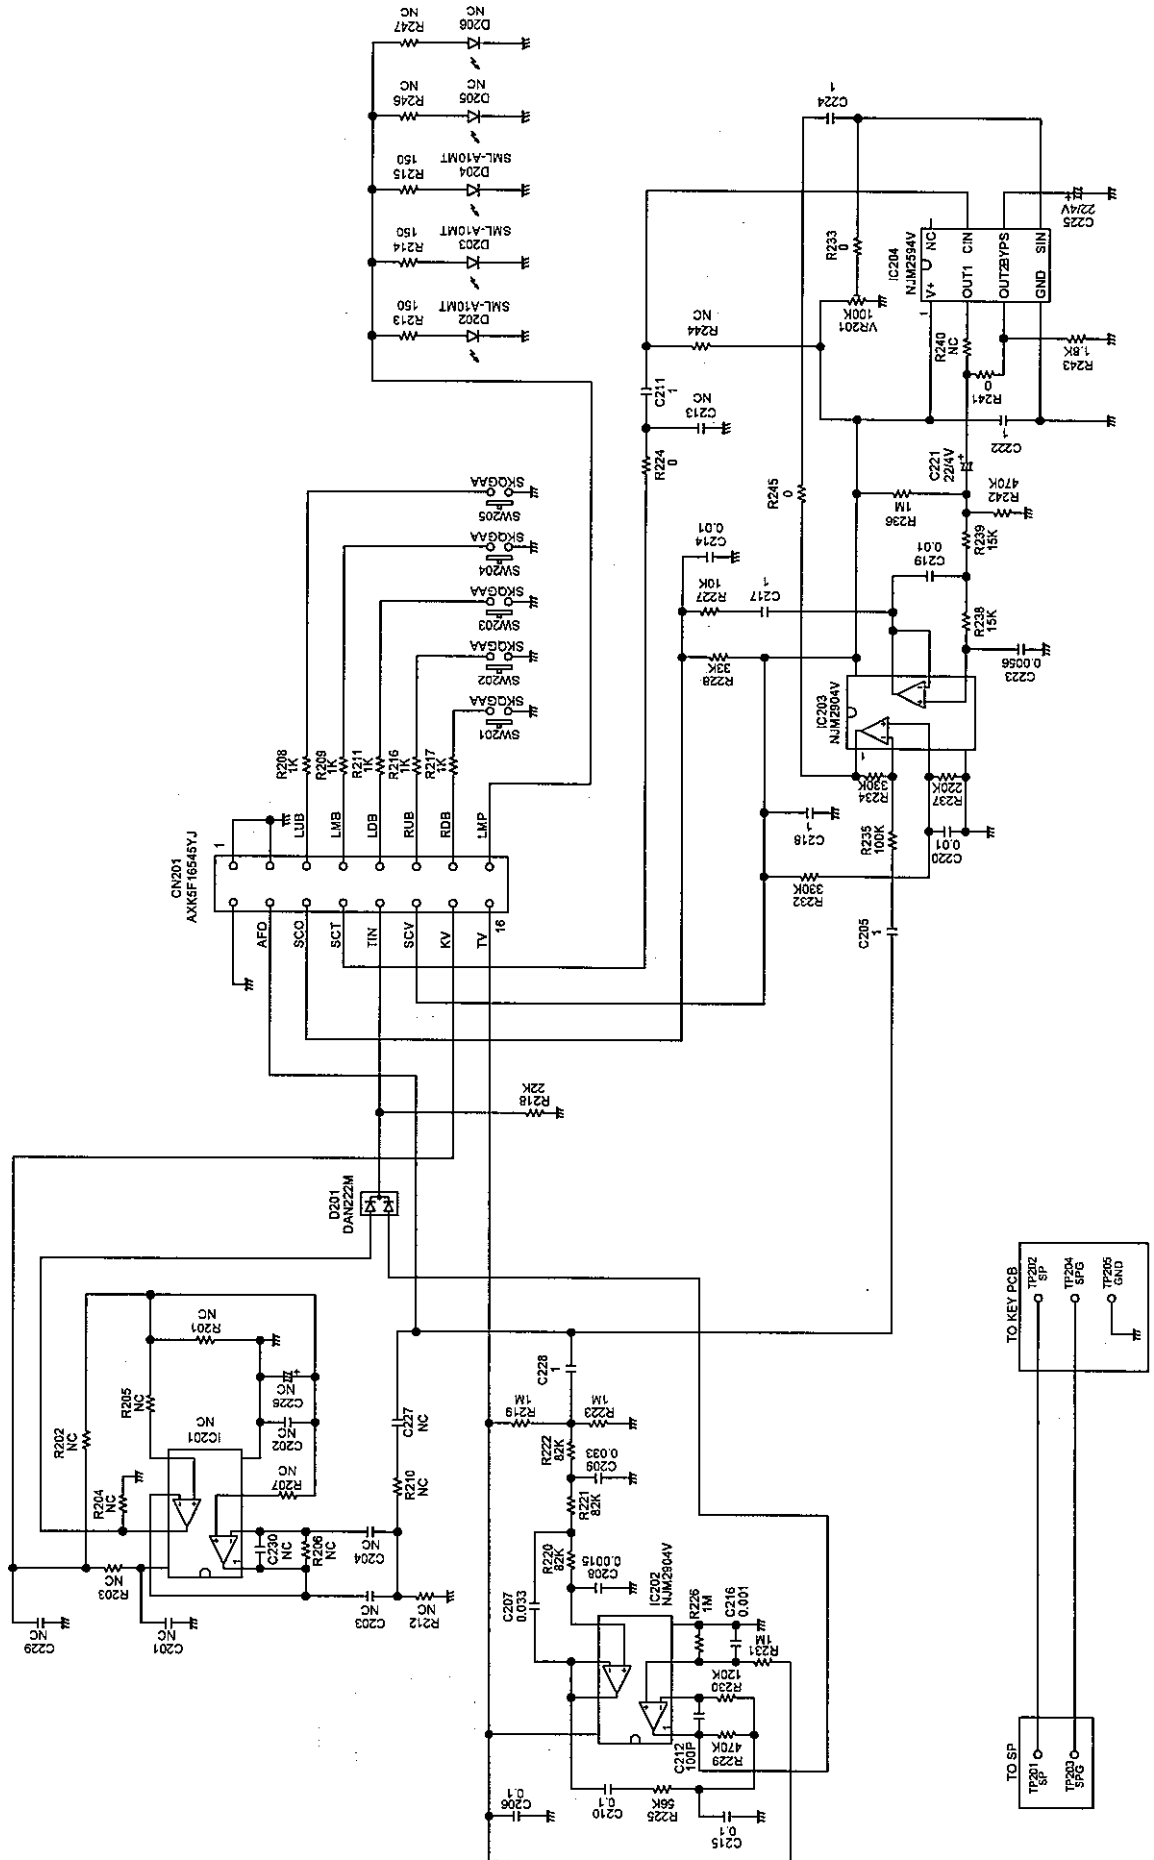 NC
R247
NC
D206
NC
R246
NC
D205
150
R215
SML-A10MT
D204
150
R214
SML-A10MT
D203
150
R213
SML-A10MT
D202
1
C224
R233
0
VR201
100K
NC
R244
C211
1
NC
C213
R224
0
R245
0
IC204
NJM2594V
1
V+
NC
OUT1
CIN
OUT2
BYPS
GND
SIN
22/4V
C225
+
R240
NC
0
R241
1.8K
R243
1
C222
C221
22/4V
+
1M
R236
470K
R242
R239
15K
C219
0.01
R238
15K
0.0056
C223
0.01
C214
10K
R227
1
C217
33K
R228
IC203
NJM2904V
1
330K
R234
220K
R237
0.01
C220
R235
100K
1
C218
330K
R232
C205
1
SKQGAA
SW205
SKQGAA
SW204
SKQGAA
SW203
SKQGAA
SW202
SKQGAA
SW201
R208
1K
R209
1K
R211
1K
R216
1K
R217
1K
CN201
AXK5F16545YJ
1
LUB
LMB
LDB
RUB
RDB
LMP
AFO
SCO
SCT
TIN
SCV
KV
TV
16
22K
R218
D201
DAN222M
NC
R201
R205
NC
R202
NC
NC
C226
+
NC
C202
NC
IC201
NC
R207
R204
NC
1
C230
NC
R206
NC
NC
C204
NC
C203
NC
R212
R210
NC
C227
NC
NC
R203
NC
C229
NC
C201
C228
1
R219
1M
R223
1M
R222
82K
C209
0.033
R221
82K
R220
82K
C208
0.0015
C207
0.033
IC202
NJM2904V
1
R226
1M
C216
0.001
1M
R231
120K
R230
470K
R229
C212
100P
0.1
C206
0.1
C210
56K
R225
0.1
C215
TO KEY PCB
TP202
SP
TP204
SPG
TP205
GND
TO SP
TP201
SP
TP203
SPG